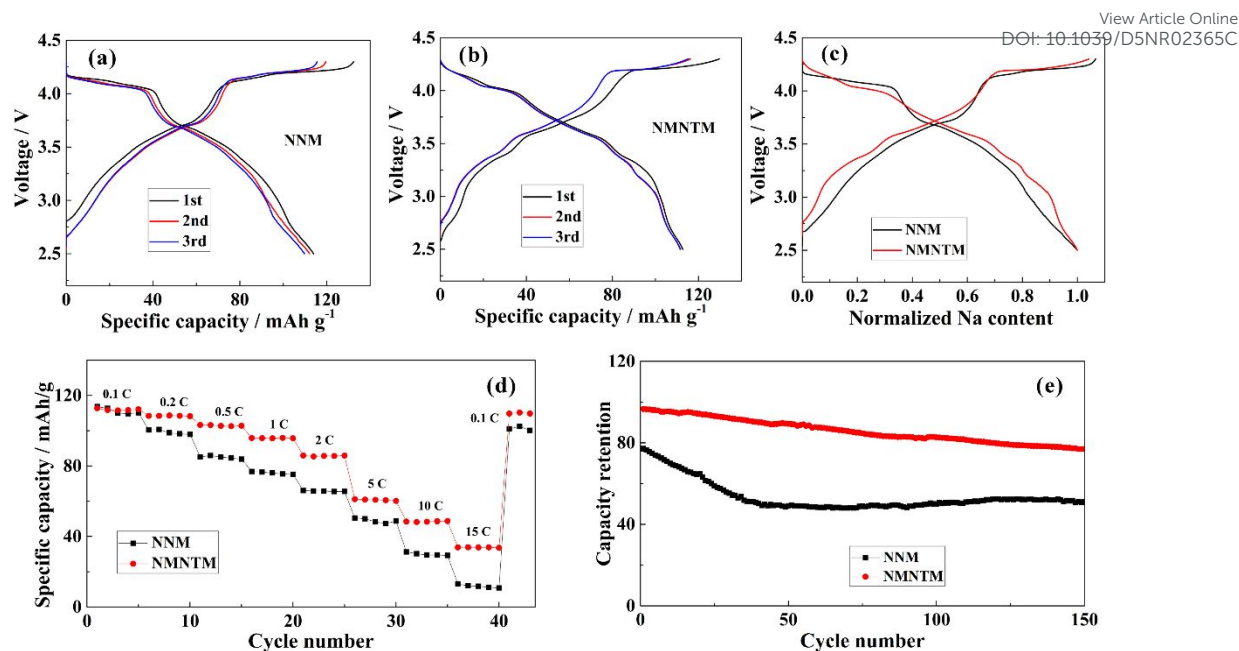 View Article Online
DOI: 10.1039/D5NR02365C
(a)
4.5
4.0
3.5
3.0
2.5
Voltage / V
NNM
1st
2nd
3rd
0 40 80 120
Specific capacity / mAh g⁻¹
(b)
4.5
4.0
3.5
3.0
2.5
Voltage / V
NMNTM
1st
2nd
3rd
0 40 80 120
Specific capacity / mAh g⁻¹
(c)
4.5
4.0
3.5
3.0
2.5
Voltage / V
NNM
NMNTM
0.0 0.2 0.4 0.6 0.8 1.0
Normalized Na content
(d)
120
80
40
0
Specific capacity / mAh/g
0.1 C
0.2 C
0.5 C
1 C
2 C
5 C
10 C
15 C
0.1 C
NNM
NMNTM
0 10 20 30 40
Cycle number
(e)
120
80
40
0
Capacity retention
NNM
NMNTM
0 50 100 150
Cycle number